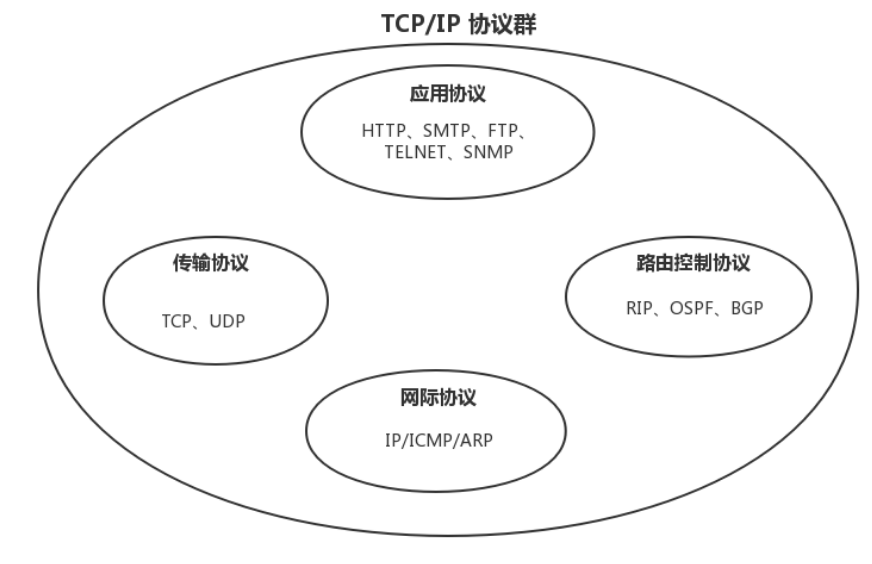 TCP/IP 协议群
应用协议
HTTP、SMTP、FTP、
TELNET、SNMP
传输协议
TCP、UDP
路由控制协议
RIP、OSPF、BGP
网际协议
IP/ICMP/ARP